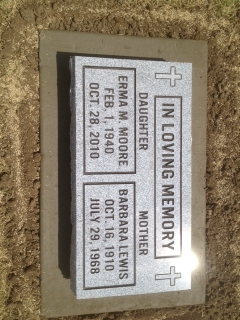 IN LOVING MEMORY
DAUGHTER
ERMA M. MOORE
FEB. 1, 1940
OCT. 28, 2010
MOTHER
BARBARA LEWIS
OCT. 16, 1910
JULY 29, 1968